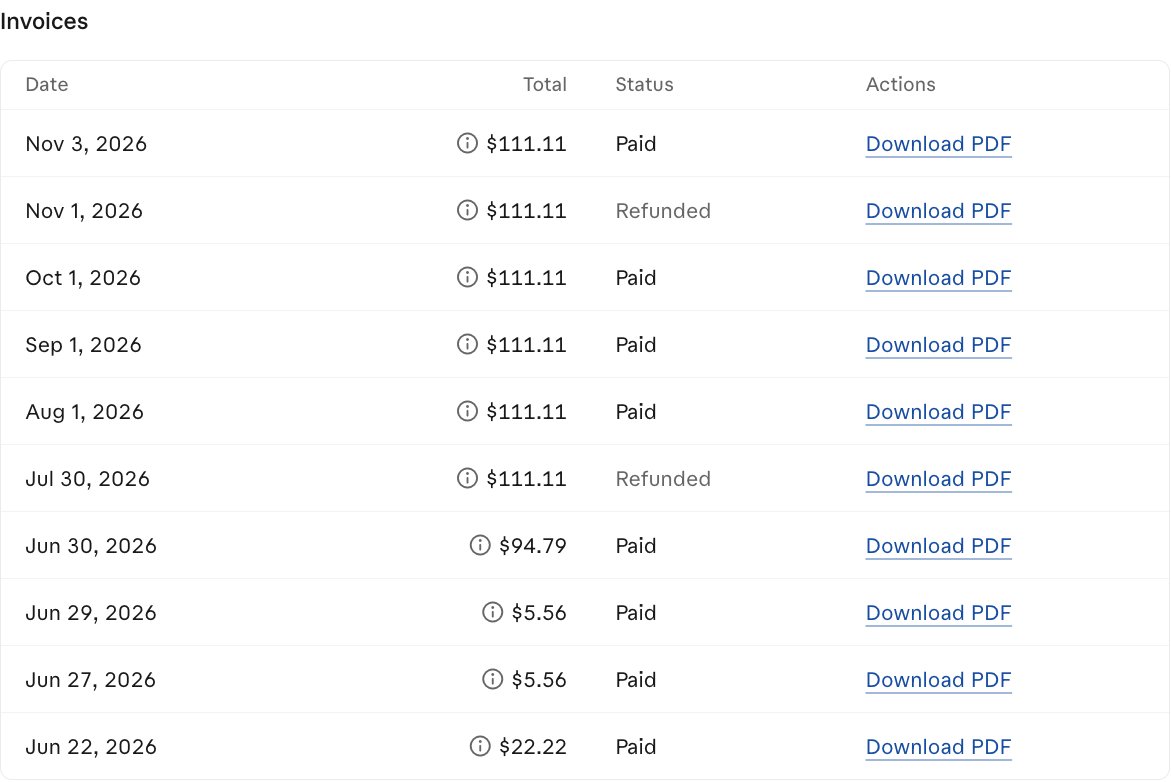 Invoices
Date Total Status Actions
Nov 3, 2026 $111.11 Paid Download PDF
Nov 1, 2026 $111.11 Refunded Download PDF
Oct 1, 2026 $111.11 Paid Download PDF
Sep 1, 2026 $111.11 Paid Download PDF
Aug 1, 2026 $111.11 Paid Download PDF
Jul 30, 2026 $111.11 Refunded Download PDF
Jun 30, 2026 $94.79 Paid Download PDF
Jun 29, 2026 $5.56 Paid Download PDF
Jun 27, 2026 $5.56 Paid Download PDF
Jun 22, 2026 $22.22 Paid Download PDF